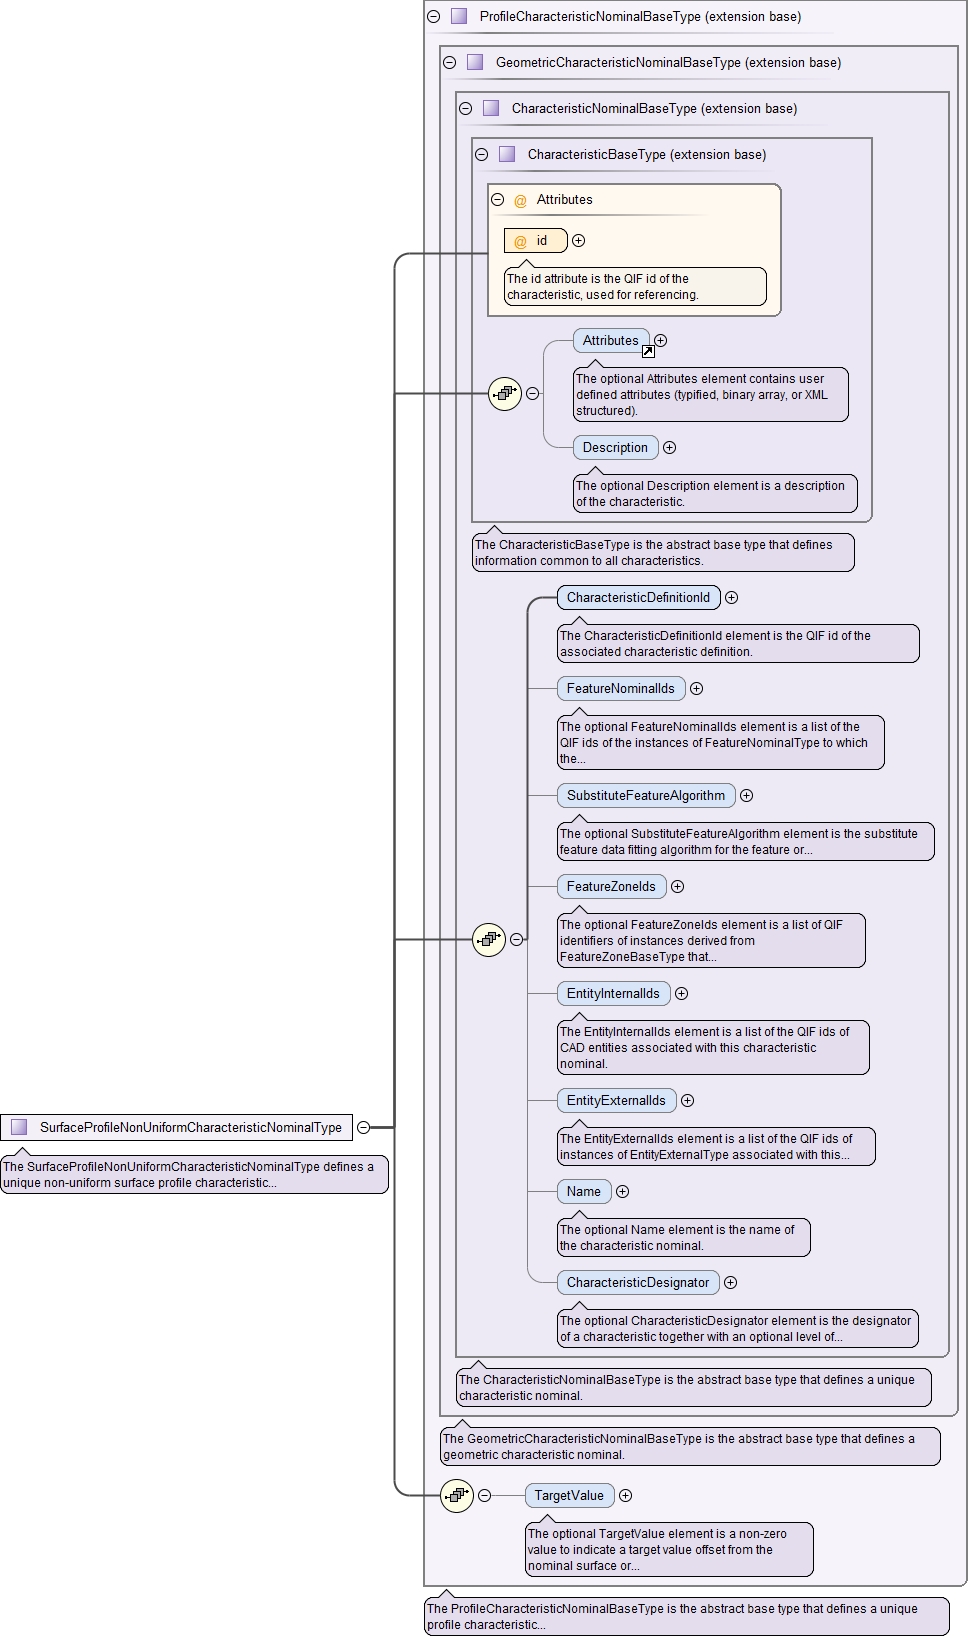 ProfileCharacteristicNominalBaseType (extension base)
GeometricCharacteristicNominalBaseType (extension base)
CharacteristicNominalBaseType (extension base)
CharacteristicBaseType (extension base)
@ Attributes
@ id
The id attribute is the QIF id of the
characteristic, used for referencing.
Attributes
The optional Attributes element contains user
defined attributes (typified, binary array, or XML
structured).
Description
The optional Description element is a description
of the characteristic.
The CharacteristicBaseType is the abstract base type that defines
information common to all characteristics.
CharacteristicDefinitionId
The CharacteristicDefinitionId element is the QIF id of the
associated characteristic definition.
FeatureNominalIds
The optional FeatureNominalIds element is a list of the
QIF ids of the instances of FeatureNominalType to which
the...
SubstituteFeatureAlgorithm
The optional SubstituteFeatureAlgorithm element is the substitute
feature data fitting algorithm for the feature or...
FeatureZoneIds
The optional FeatureZoneIds element is a list of QIF
identifiers of instances derived from
FeatureZoneBaseType that...
EntityInternalIds
The EntityInternalIds element is a list of the QIF ids of
CAD entities associated with this characteristic
nominal.
EntityExternalIds
The EntityExternalIds element is a list of the QIF ids of
instances of EntityExternalType associated with this...
Name
The optional Name element is the name of
the characteristic nominal.
CharacteristicDesignator
The optional CharacteristicDesignator element is the designator
of a characteristic together with an optional level of...
SurfaceProfileNonUniformCharacteristicNominalType
The SurfaceProfileNonUniformCharacteristicNominalType defines a
unique non-uniform surface profile characteristic...
The CharacteristicNominalBaseType is the abstract base type that defines a unique
characteristic nominal.
The GeometricCharacteristicNominalBaseType is the abstract base type that defines a
geometric characteristic nominal.
TargetValue
The optional TargetValue element is a non-zero
value to indicate a target value offset from the
nominal surface or...
The ProfileCharacteristicNominalBaseType is the abstract base type that defines a unique
profile characteristic...